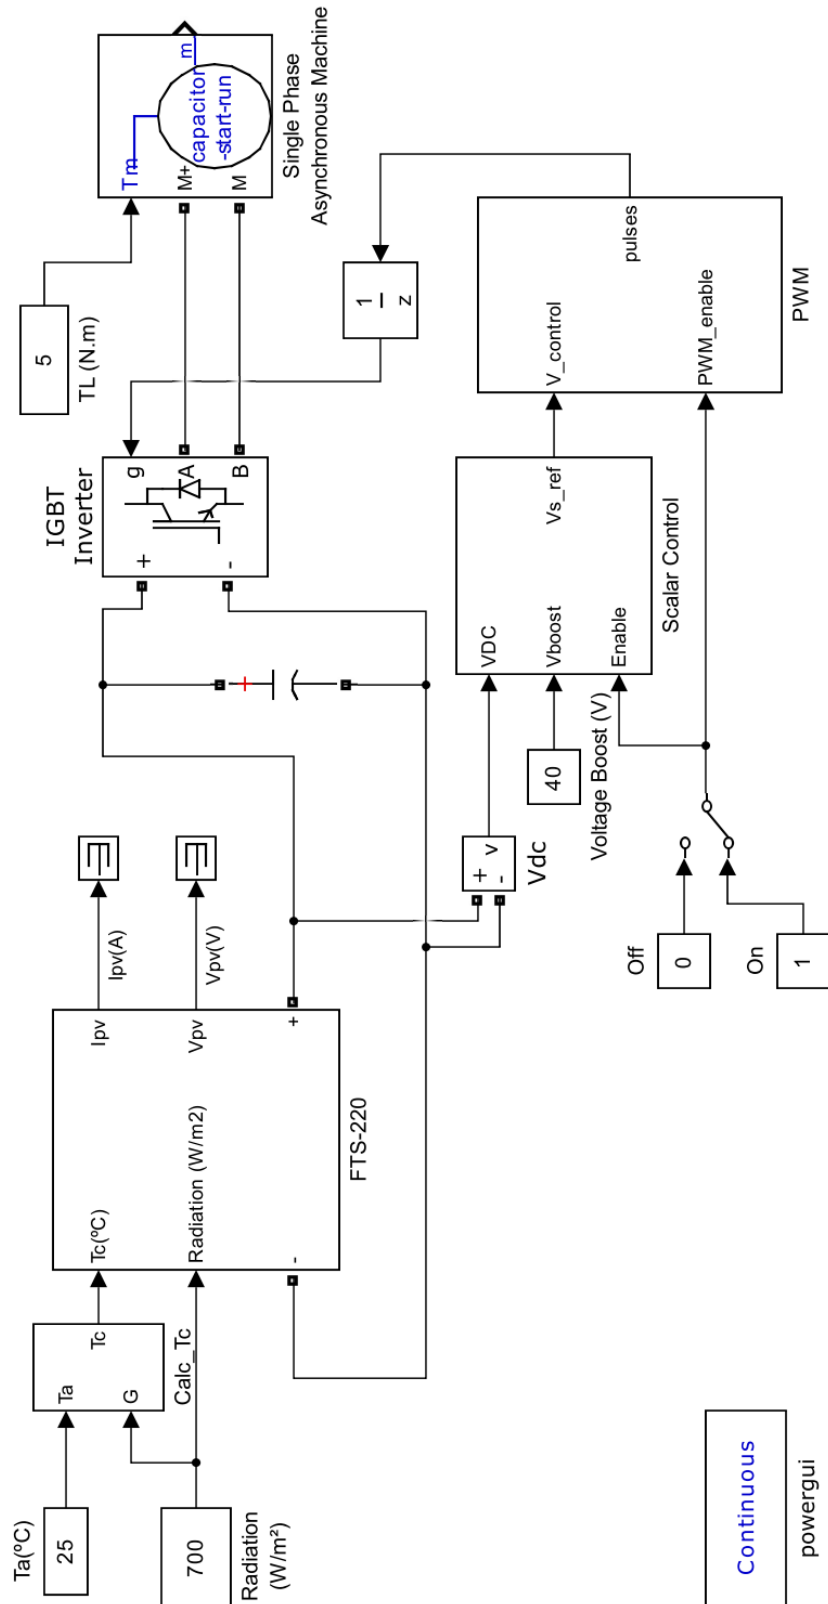 Ta(ºC)
25
Radiation
(W/m²)
700
Ta
G
Tc
Calc_Tc
Tc(ºC)
Radiation (W/m2)
Ipv
Vpv
-
+
FTS-220
Ipv(A)
Vpv(V)
+
IGBT
Inverter
+
-
g
A
B
5
TL (N.m)
Tm
M+
M
m
capacitor
-start-run
Single Phase
Asynchronous Machine
+
-
v
Vdc
40
Voltage Boost (V)
VDC
Vboost
Enable
Vs_ref
Scalar Control
1
z
V_control
PWM_enable
pulses
PWM
Off
0
On
1
Continuous
powergui